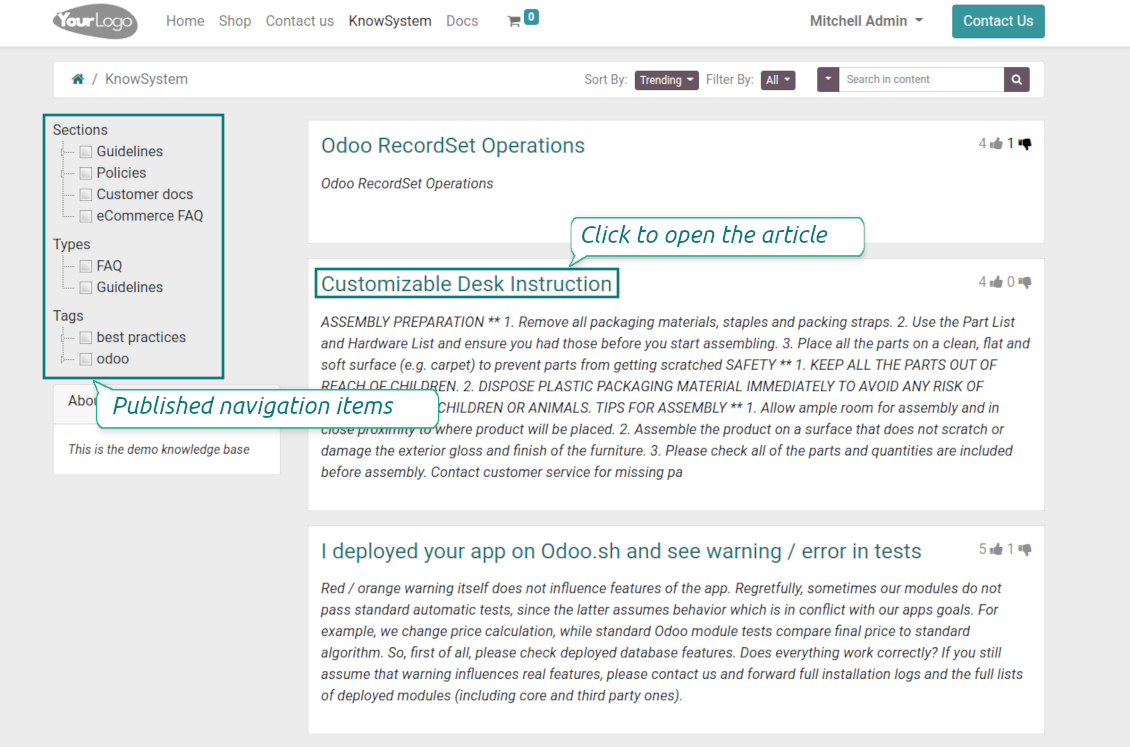 YourLogo Home Shop Contact us KnowSystem Docs 0 Mitchell Admin Contact Us
/ KnowSystem Sort By: Trending Filter By: All Search in content
Sections
Guidelines
Policies
Customer docs
eCommerce FAQ
Types
FAQ
Guidelines
Tags
best practices
odoo
Published navigation items
This is the demo knowledge base
Odoo RecordSet Operations 4 1
Odoo RecordSet Operations
Click to open the article
Customizable Desk Instruction 4 0
ASSEMBLY PREPARATION ** 1. Remove all packaging materials, staples and packing straps. 2. Use the Part List
and Hardware List and ensure you had those before you start assembling. 3. Place all the parts on a clean, flat and
soft surface (e.g. carpet) to prevent parts from getting scratched SAFETY ** 1. KEEP ALL THE PARTS OUT OF
REACH OF CHILDREN. 2. DISPOSE PLASTIC PACKAGING MATERIAL IMMEDIATELY TO AVOID ANY RISK OF
CHILDREN OR ANIMALS. TIPS FOR ASSEMBLY ** 1. Allow ample room for assembly and in
close proximity to where product will be placed. 2. Assemble the product on a surface that does not scratch or
damage the exterior gloss and finish of the furniture. 3. Please check all of the parts and quantities are included
before assembly. Contact customer service for missing pa
I deployed your app on Odoo.sh and see warning / error in tests 5 1
Red / orange warning itself does not influence features of the app. Regretfully, sometimes our modules do not
pass standard automatic tests, since the latter assumes behavior which is in conflict with our apps goals. For
example, we change price calculation, while standard Odoo module tests compare final price to standard
algorithm. So, first of all, please check deployed database features. Does everything work correctly? If you still
assume that warning influences real features, please contact us and forward full installation logs and the full lists
of deployed modules (including core and third party ones).